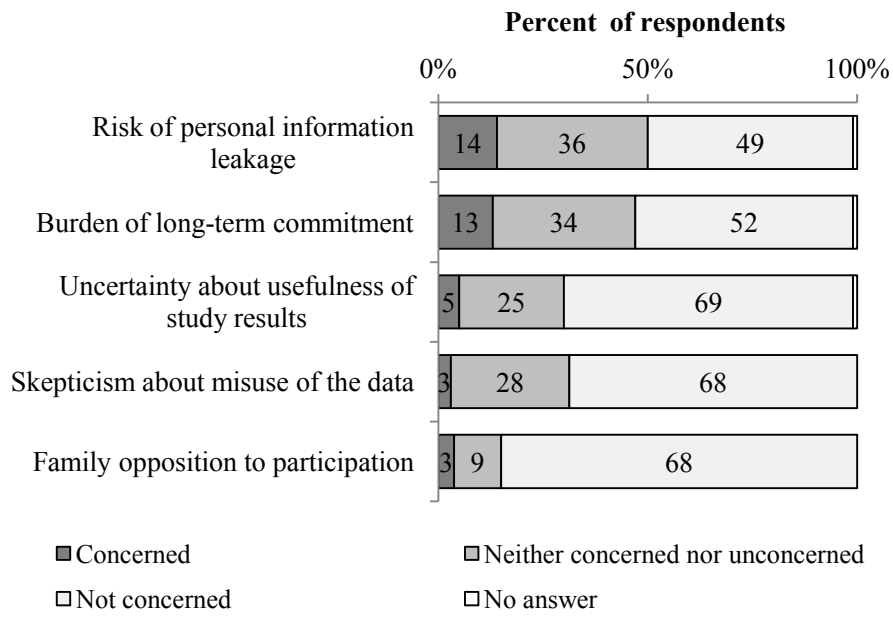 Percent of respondents
0% 50% 100%
Risk of personal information
leakage
14 36 49
Burden of long-term commitment
13 34 52
Uncertainty about usefulness of
study results
5 25 69
Skepticism about misuse of the data
3 28 68
Family opposition to participation
3 9 68
Concerned
Neither concerned nor unconcerned
Not concerned
No answer